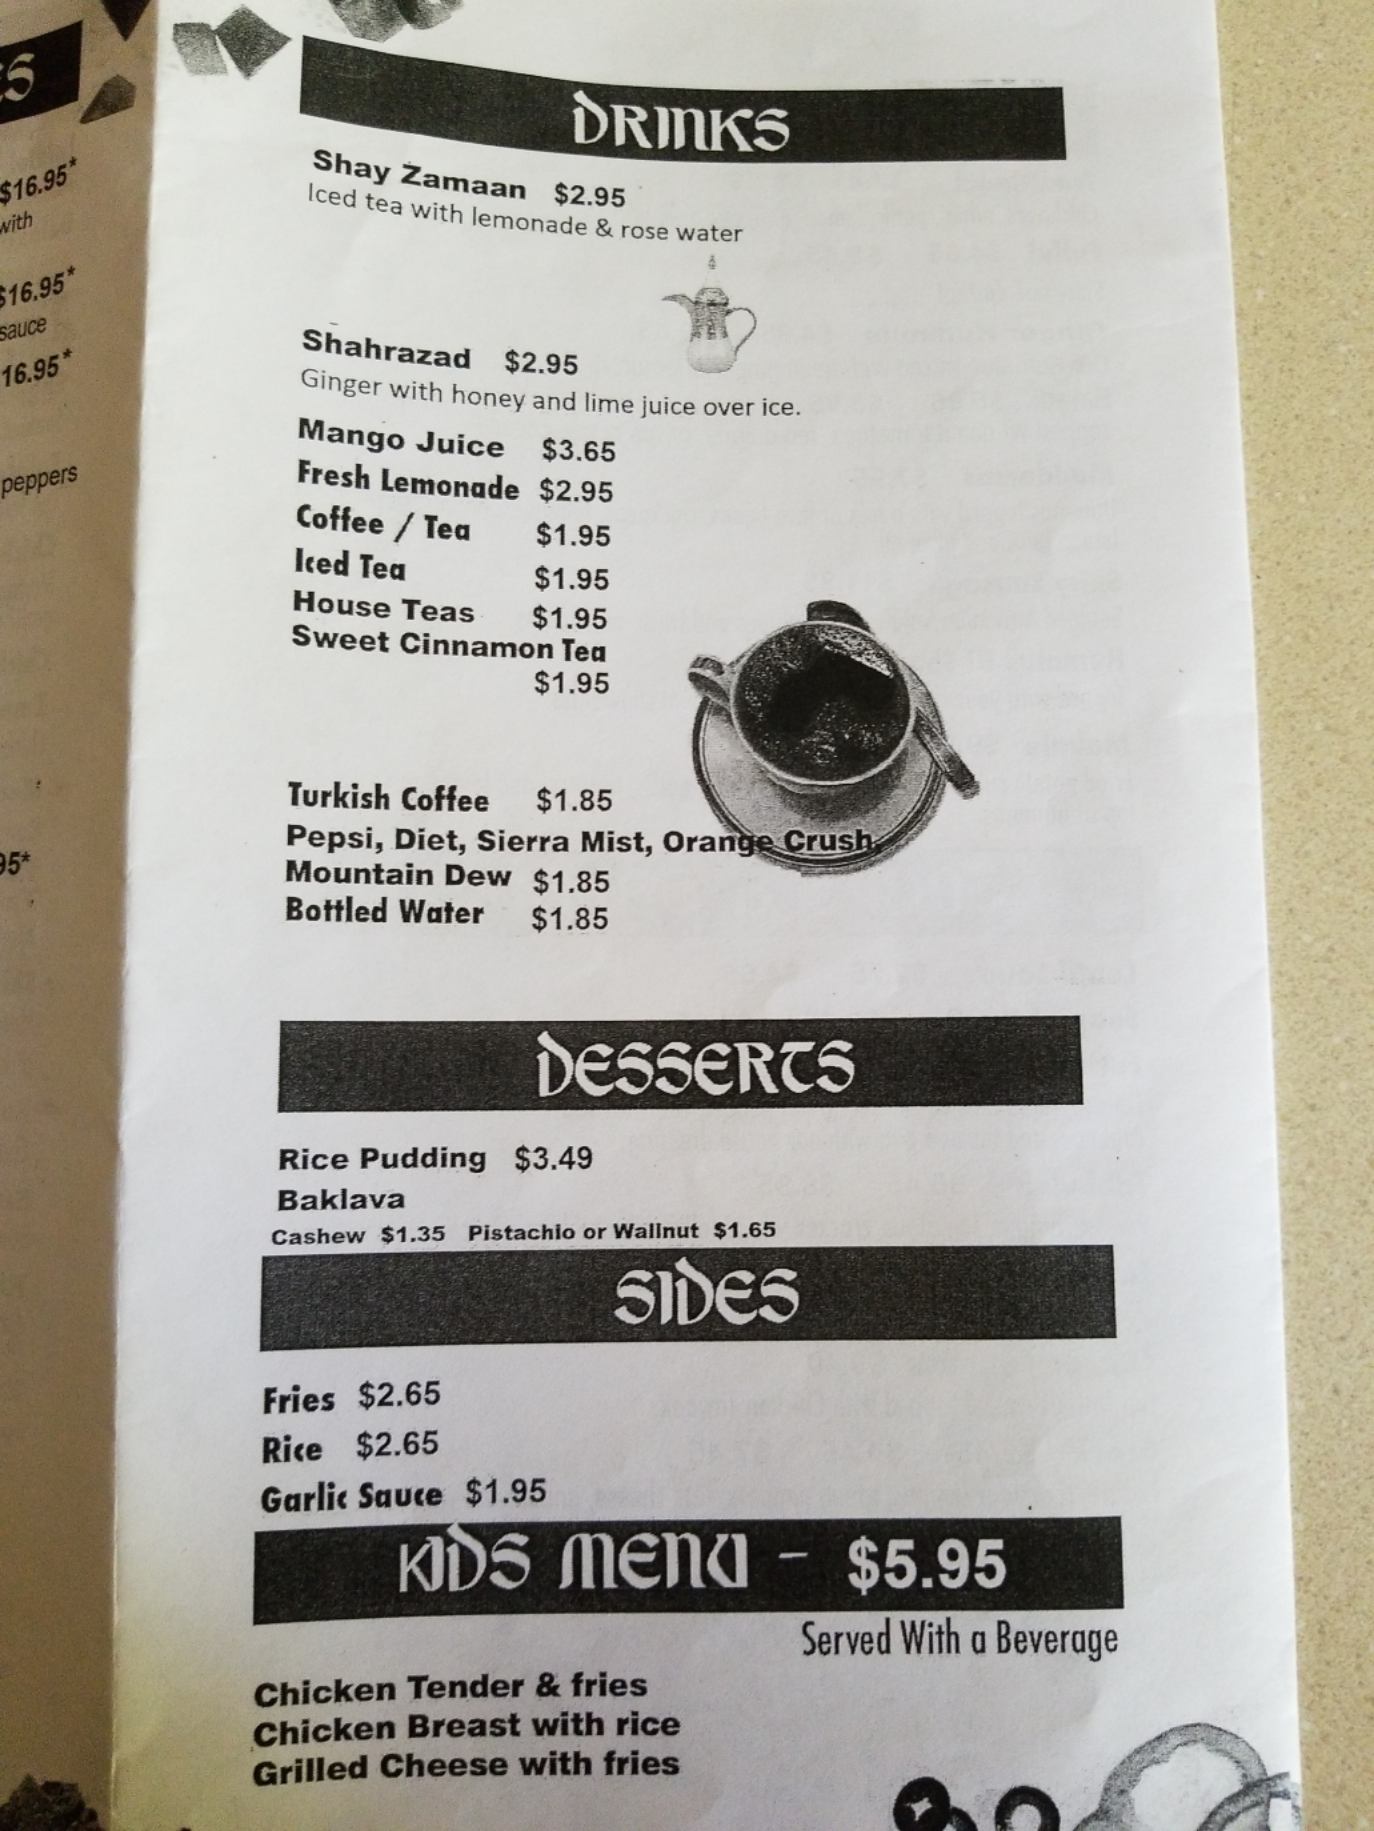 ES
$16.95*
with
$16.95*
sauce
16.95*
peppers
95*
DRINKS
Shay Zamaan $2.95
Iced tea with lemonade & rose water
Shahrazad $2.95
Ginger with honey and lime juice over ice.
Mango Juice $3.65
Fresh Lemonade $2.95
Coffee / Tea $1.95
Iced Tea $1.95
House Teas $1.95
Sweet Cinnamon Tea
$1.95
Turkish Coffee $1.85
Pepsi, Diet, Sierra Mist, Orange Crush,
Mountain Dew $1.85
Bottled Water $1.85
DESSERTS
Rice Pudding $3.49
Baklava
Cashew $1.35 Pistachio or Wallnut $1.65
SIDES
Fries $2.65
Rice $2.65
Garlic Sauce $1.95
KIDS MENU - $5.95
Served With a Beverage
Chicken Tender & fries
Chicken Breast with rice
Grilled Cheese with fries